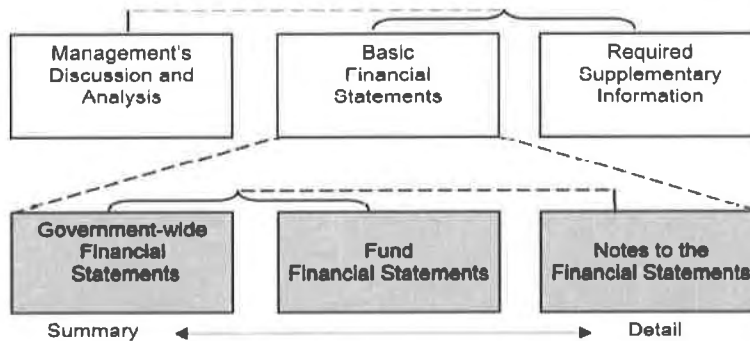 Management's
Discussion and
Analysis
Basic
Financial
Statements
Required
Supplementary
Information
Government-wide
Financial
Statements
Fund
Financial Statements
Notes to the
Financial Statements
Summary
Detail